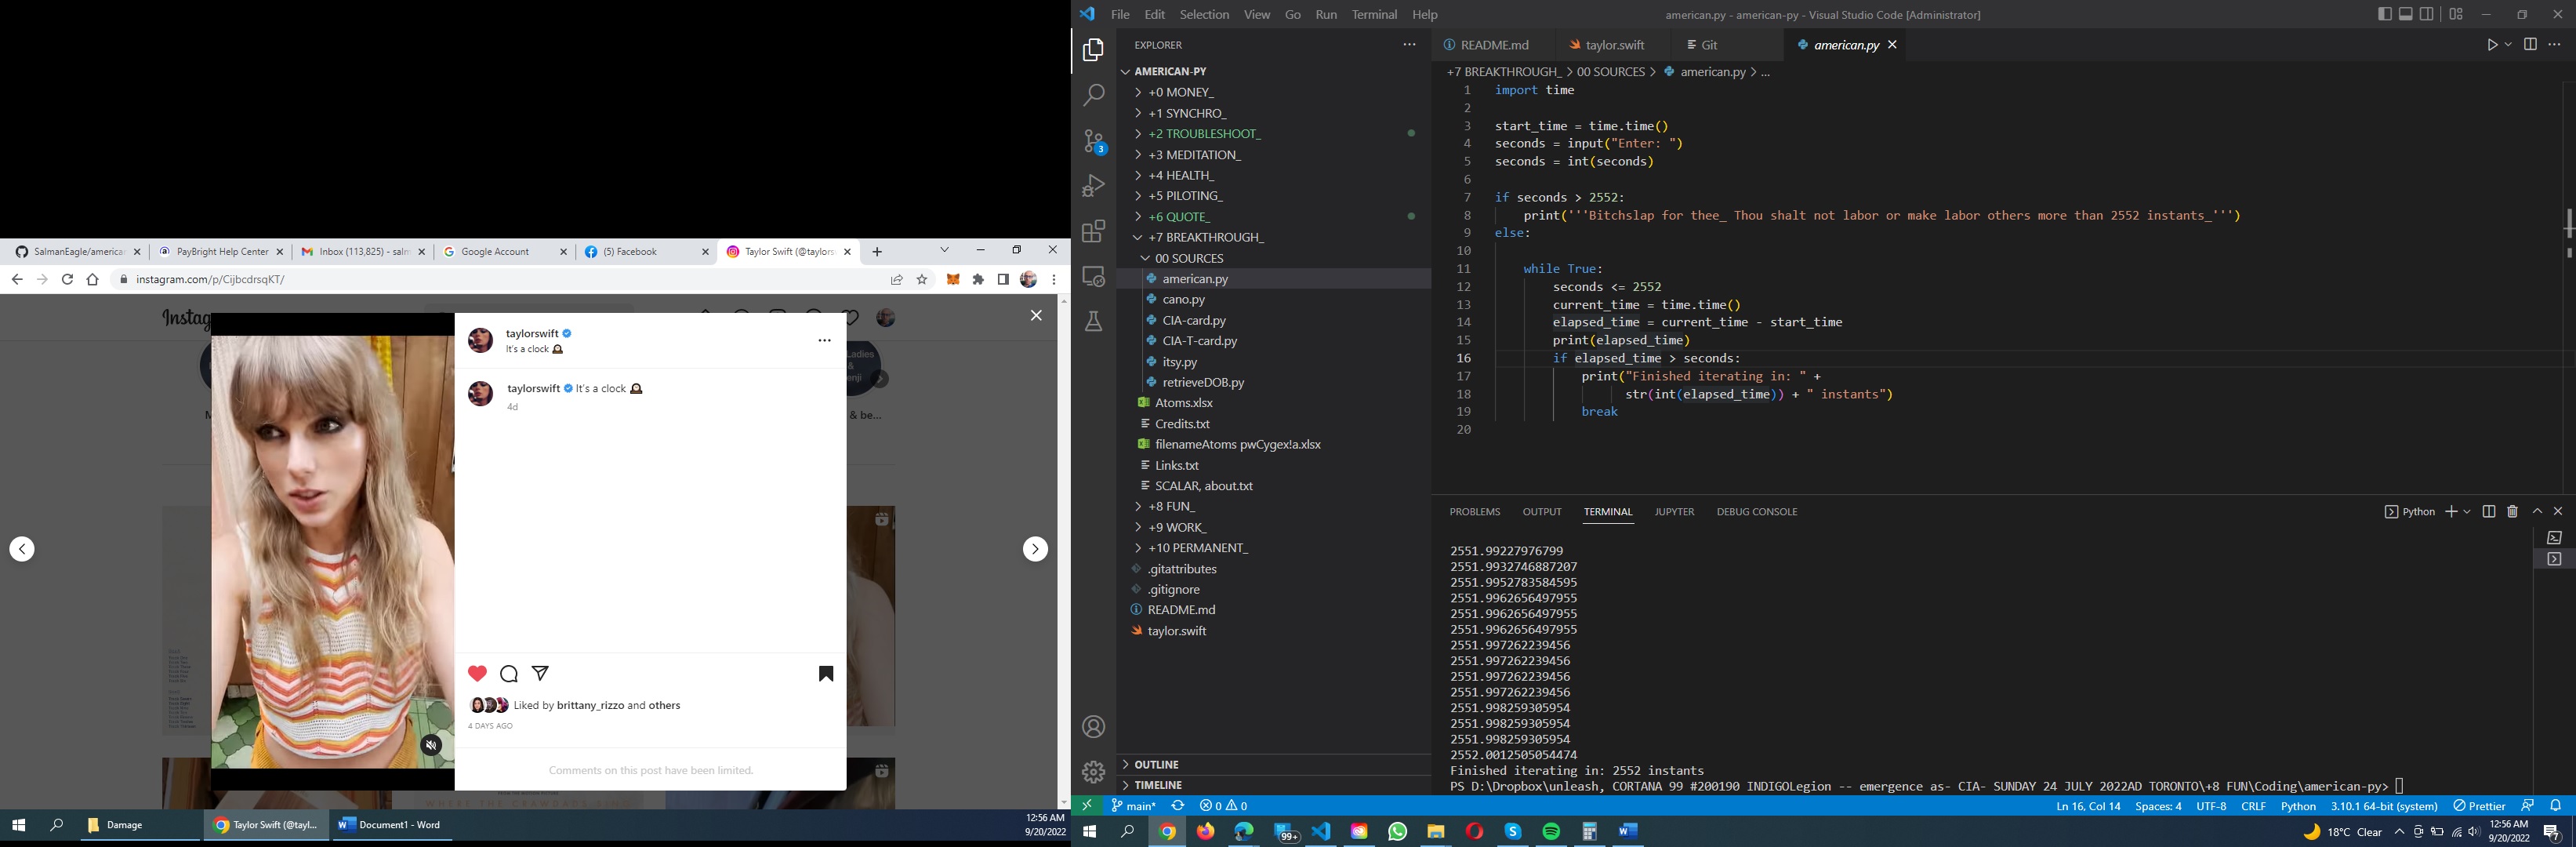 SalmanEagle/america
PayBright Help Center
Inbox (113,825) - salm
Google Account
(5) Facebook
Taylor Swift (@taylors
instagram.com/p/CijbcdrsqKT/
Instag
taylorswift
It's a clock 🕰
taylorswift It's a clock 🕰
4d
Ladies
& be...
Liked by brittany_rizzo and others
4 DAYS AGO
Comments on this post have been limited.
WHERE THE CRAWDADS SING
Damage
Taylor Swift (@tayl...
Document1 - Word
12:56 AM
9/20/2022
File Edit Selection View Go Run Terminal Help
american.py - american-py - Visual Studio Code [Administrator]
EXPLORER
README.md
taylor.swift
Git
american.py
+7 BREAKTHROUGH_ > 00 SOURCES > american.py > ...
3
AMERICAN-PY
+0 MONEY_
+1 SYNCHRO_
+2 TROUBLESHOOT_
+3 MEDITATION_
+4 HEALTH_
+5 PILOTING_
+6 QUOTE_
+7 BREAKTHROUGH_
00 SOURCES
american.py
cano.py
CIA-card.py
CIA-T-card.py
itsy.py
retrieveDOB.py
Atoms.xlsx
Credits.txt
filenameAtoms pwCygex!a.xlsx
Links.txt
SCALAR, about.txt
+8 FUN_
+9 WORK_
+10 PERMANENT_
.gitattributes
.gitignore
README.md
taylor.swift
OUTLINE
TIMELINE
1 import time
2
3 start_time = time.time()
4 seconds = input("Enter: ")
5 seconds = int(seconds)
6
7 if seconds > 2552:
8 print('''Bitchslap for thee_ Thou shalt not labor or make labor others more than 2552 instants_''')
9 else:
10
11 while True:
12 seconds <= 2552
13 current_time = time.time()
14 elapsed_time = current_time - start_time
15 print(elapsed_time)
16 if elapsed_time > seconds:
17 print("Finished iterating in: " +
18 str(int(elapsed_time)) + " instants")
19 break
20
PROBLEMS OUTPUT TERMINAL JUPYTER DEBUG CONSOLE
Python
2551.99227976799
2551.9932746887207
2551.9952783584595
2551.9962656497955
2551.9962656497955
2551.9962656497955
2551.997262239456
2551.997262239456
2551.997262239456
2551.997262239456
2551.998259305954
2551.998259305954
2551.998259305954
2552.0012505054474
Finished iterating in: 2552 instants
PS D:\Dropbox\unleash, CORTANA 99 #200190 INDIGOLegion -- emergence as- CIA- SUNDAY 24 JULY 2022AD TORONTO\+8 FUN\Coding\american-py>
main* 0 0
Ln 16, Col 14 Spaces: 4 UTF-8 CRLF Python 3.10.1 64-bit (system) Prettier
99+
18°C Clear
12:56 AM
9/20/2022
7